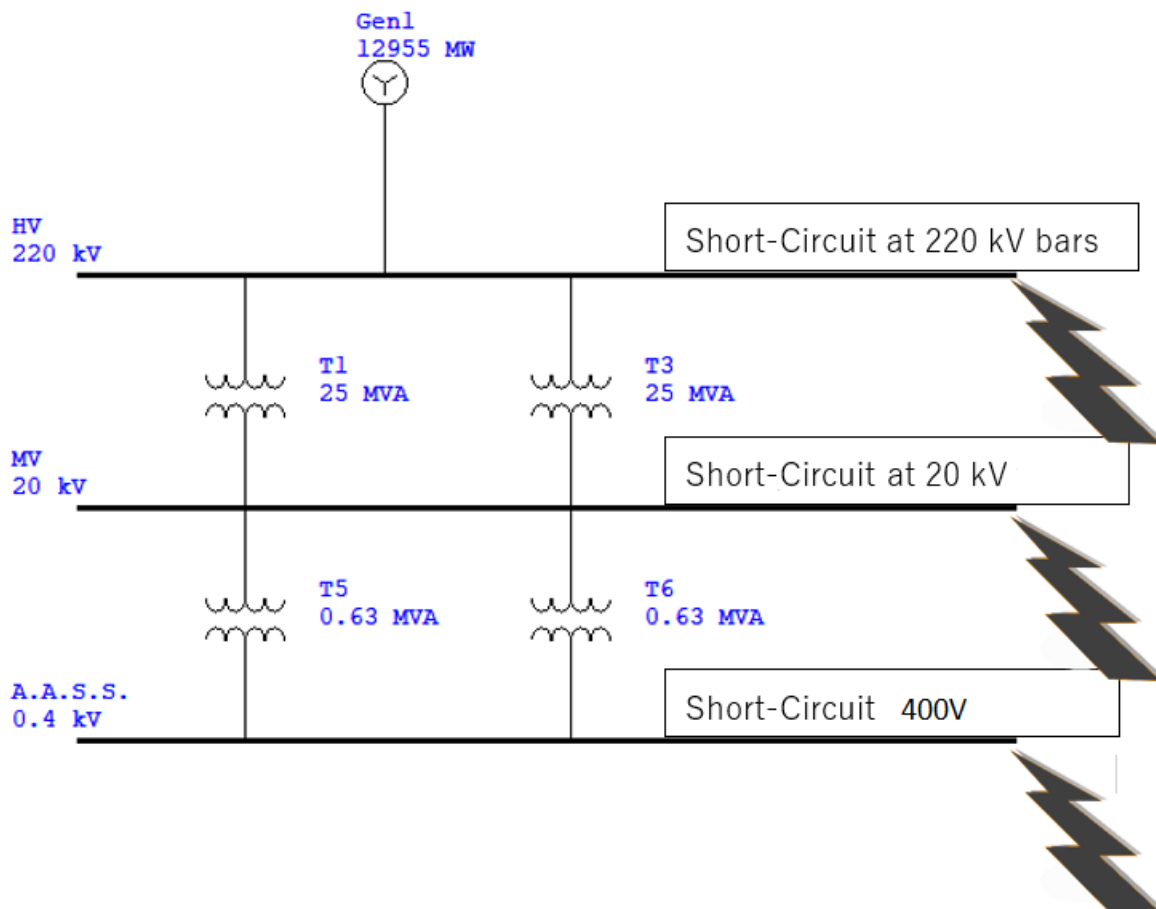 Gen1
12955 MW
HV
220 kV
Short-Circuit at 220 kV bars
T1
25 MVA
T3
25 MVA
MV
20 kV
Short-Circuit at 20 kV
T5
0.63 MVA
T6
0.63 MVA
A.A.S.S.
0.4 kV
Short-Circuit 400V